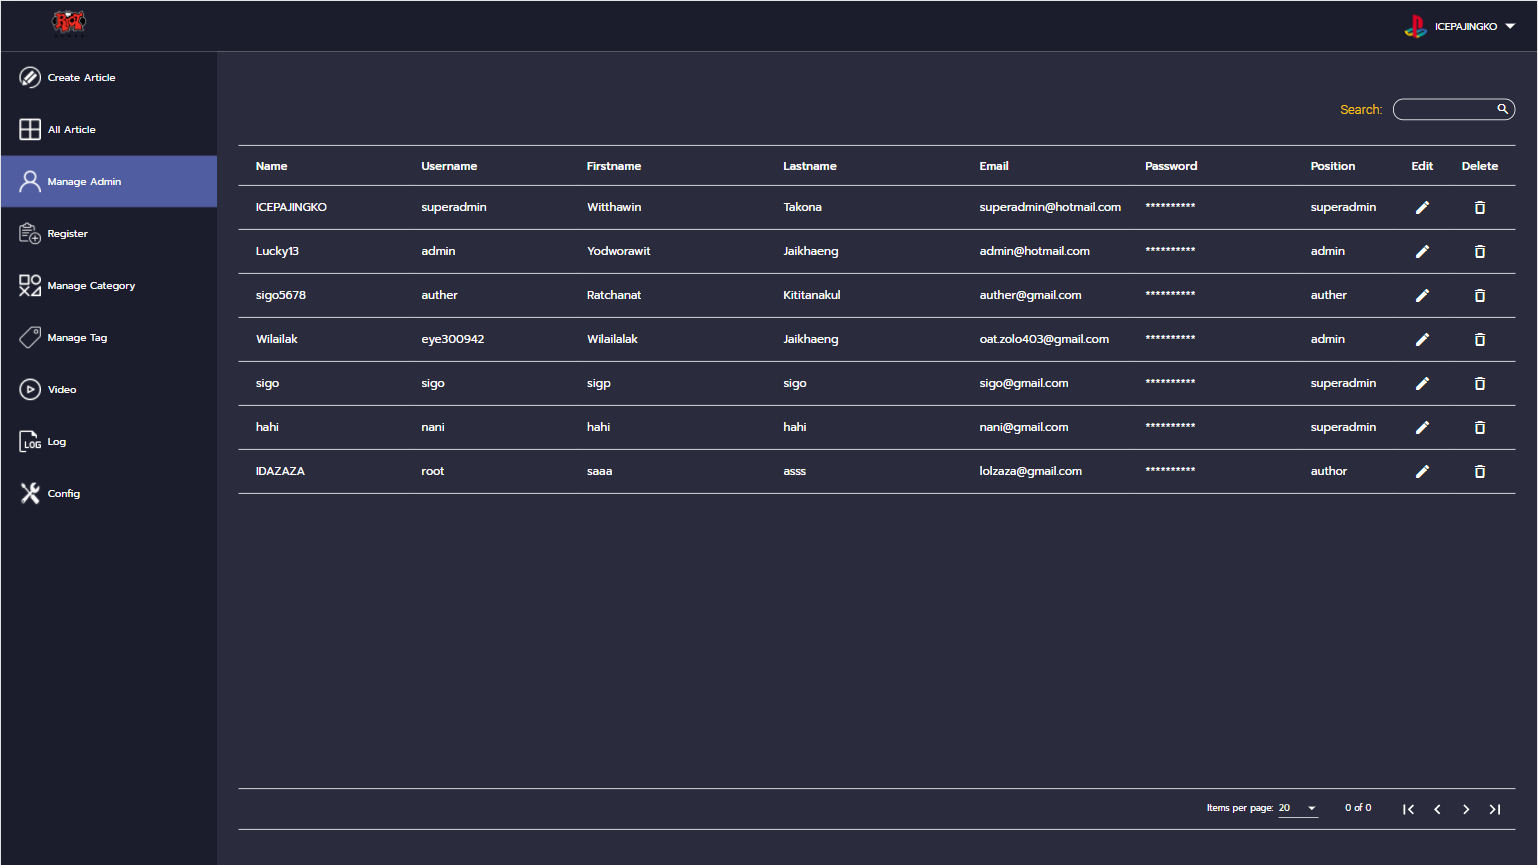 ICEPAJINGKO
Create Article
All Article
Manage Admin
Register
Manage Category
Manage Tag
Video
LOG Log
Config
Search:
Name Username Firstname Lastname Email Password Position Edit Delete
ICEPAJINGKO superadmin Witthawin Takona superadmin@hotmail.com ********** superadmin
Lucky13 admin Yodworawit Jaikhaeng admin@hotmail.com ********** admin
sigo5678 auther Ratchanat Kititanakul auther@gmail.com ********** auther
Wilailak eye300942 Wilailalak Jaikhaeng oat.zolo403@gmail.com ********** admin
sigo sigo sigp sigo sigo@gmail.com ********** superadmin
hahi nani hahi hahi nani@gmail.com ********** superadmin
IDAZAZA root saaa asss lolzaza@gmail.com ********** author
Items per page: 20 0 of 0